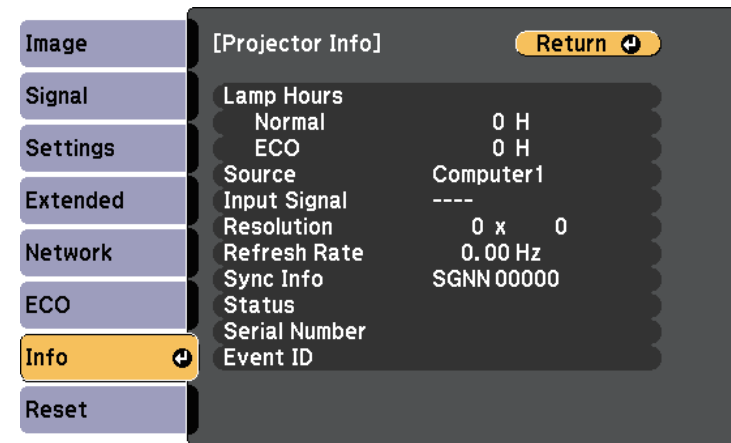 Image
Signal
Settings
Extended
Network
ECO
Info
Reset
[Projector Info]
Return
Lamp Hours
Normal 0 H
ECO 0 H
Source Computer1
Input Signal ----
Resolution 0 x 0
Refresh Rate 0.00 Hz
Sync Info SGNN 00000
Status
Serial Number
Event ID